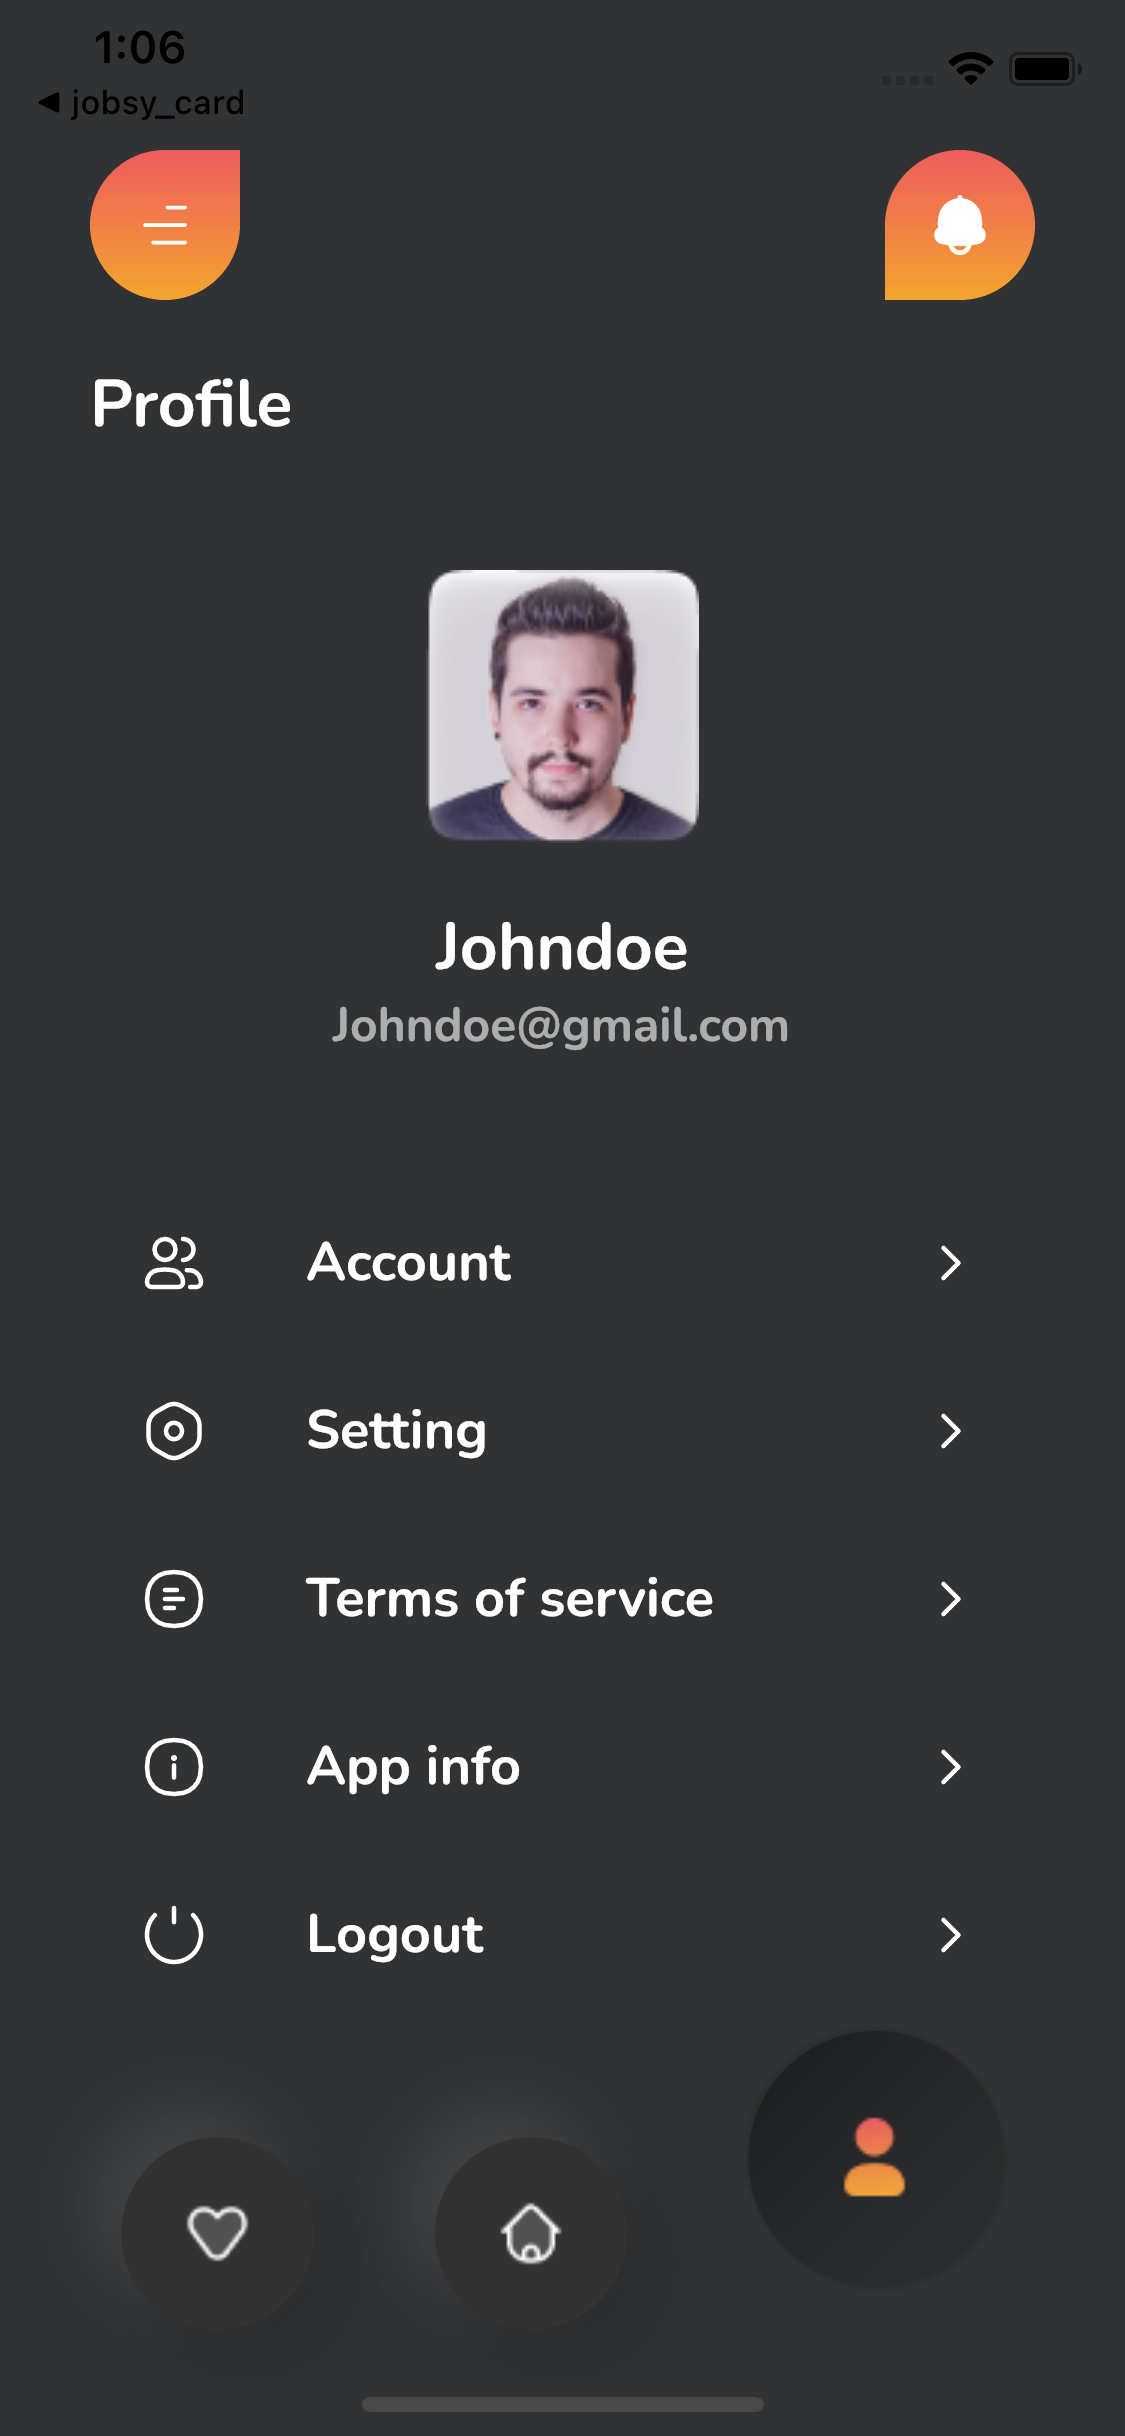 1:06
jobsy_card
Profile
Johndoe
Johndoe@gmail.com
Account
Setting
Terms of service
App info
Logout